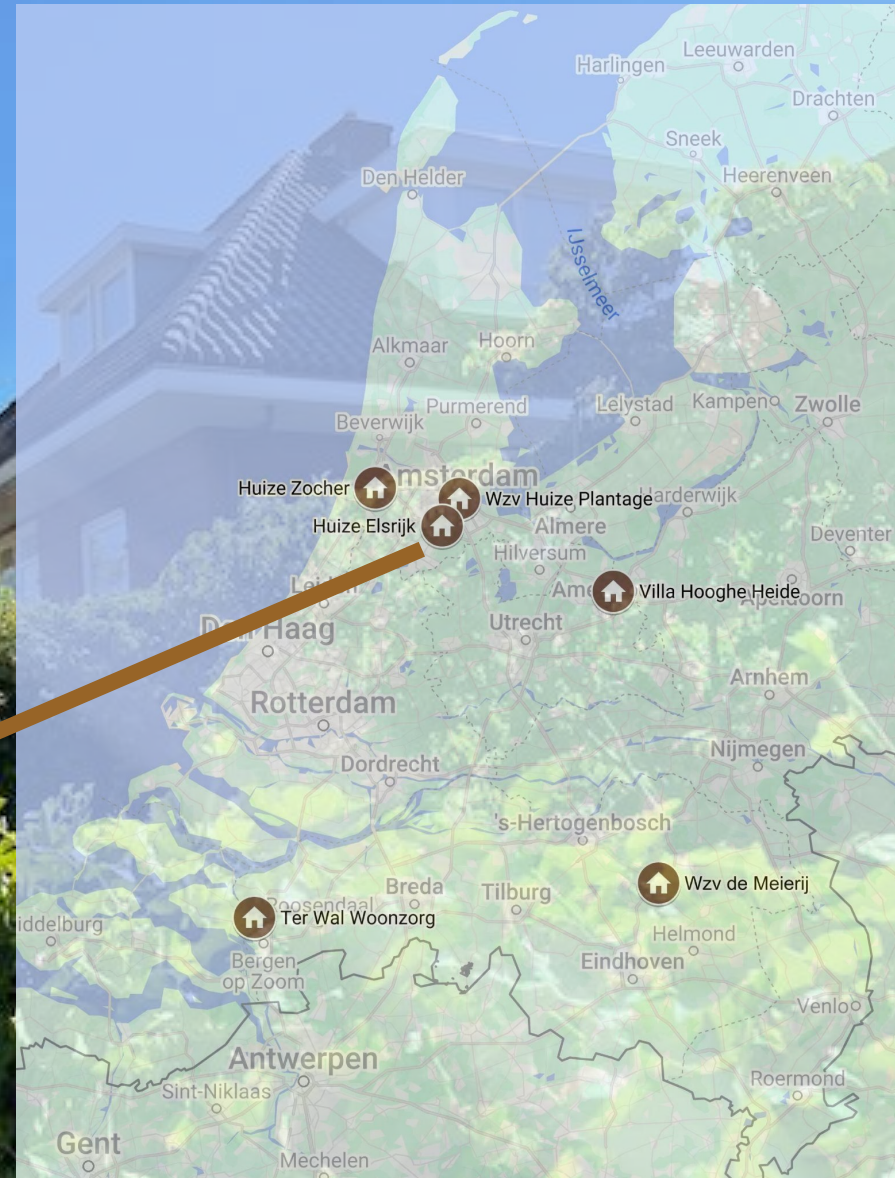 Leeuwarden
Harlingen
Drachten
Sneek
Heerenveen
Den Helder
IJsselmeer
Alkmaar
Hoorn
Lelystad
Kampen
Zwolle
Purmerend
Beverwijk
Amsterdam
Huize Zocher
Wzv Huize Plantage
Harderwijk
Huize Elsrijk
Almere
Deventer
Hilversum
Villa Hooghe Heide
Apeldoorn
Utrecht
Den Haag
Arnhem
Rotterdam
Nijmegen
Dordrecht
's-Hertogenbosch
Wzv de Meierij
Breda
Tilburg
Roosendaal
Ter Wal Woonzorg
iddelburg
Helmond
Bergen
op Zoom
Eindhoven
Venlo
Antwerpen
Roermond
Sint-Niklaas
Gent
Mechelen